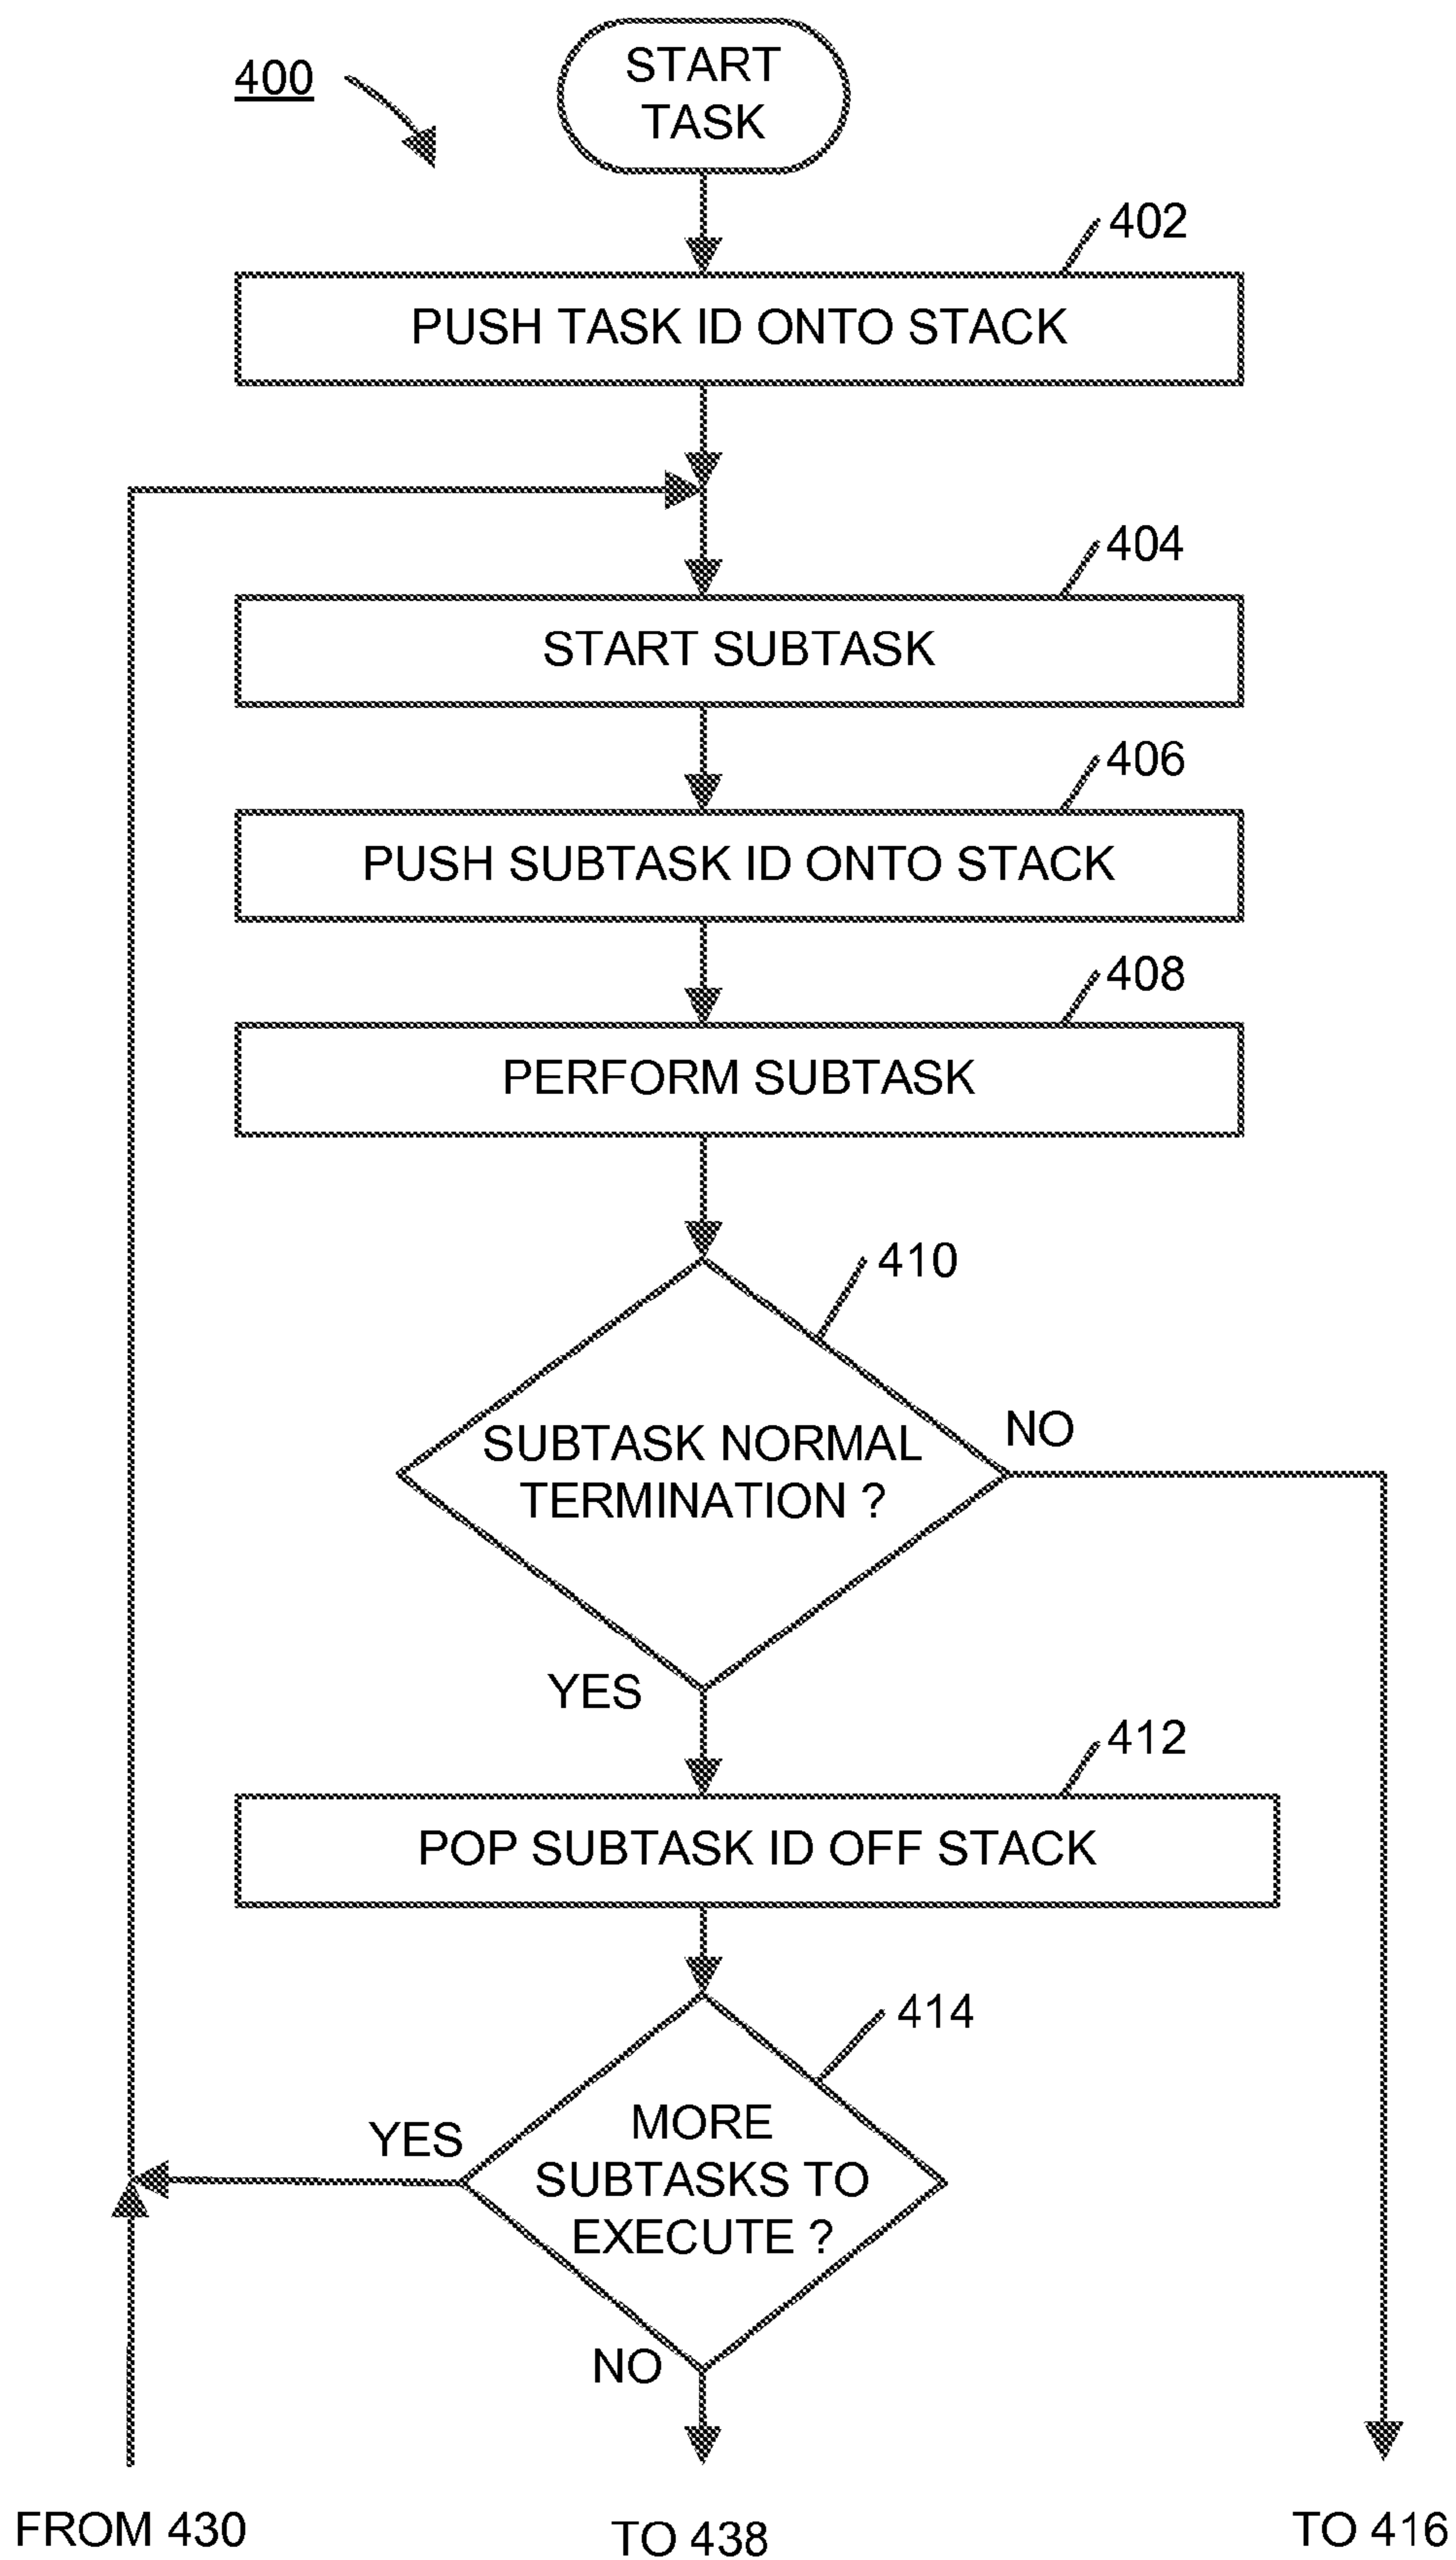 400
START
TASK
402
PUSH TASK ID ONTO STACK
404
START SUBTASK
406
PUSH SUBTASK ID ONTO STACK
408
PERFORM SUBTASK
410
SUBTASK NORMAL
TERMINATION ?
NO
YES
412
POP SUBTASK ID OFF STACK
414
YES
MORE
SUBTASKS TO
EXECUTE ?
NO
FROM 430
TO 438
TO 416